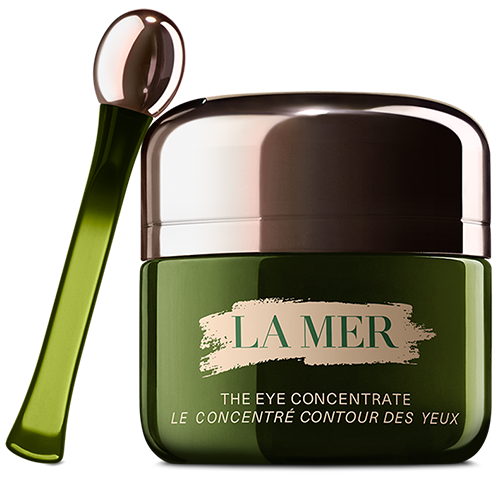 LA MER
THE EYE CONCENTRATE
LE CONCENTRÉ CONTOUR DES YEUX